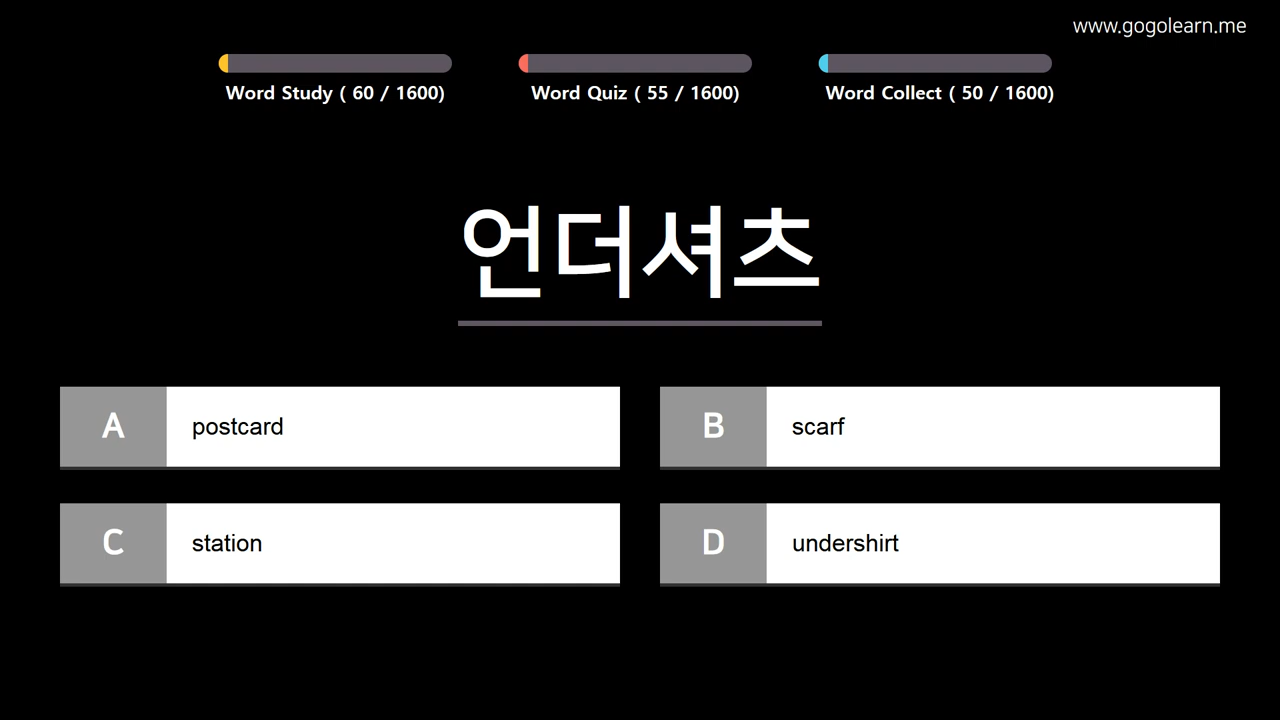 www.gogolearn.me
Word Study ( 60 / 1600)
Word Quiz ( 55 / 1600)
Word Collect ( 50 / 1600)
언더셔츠
A postcard
B scarf
C station
D undershirt